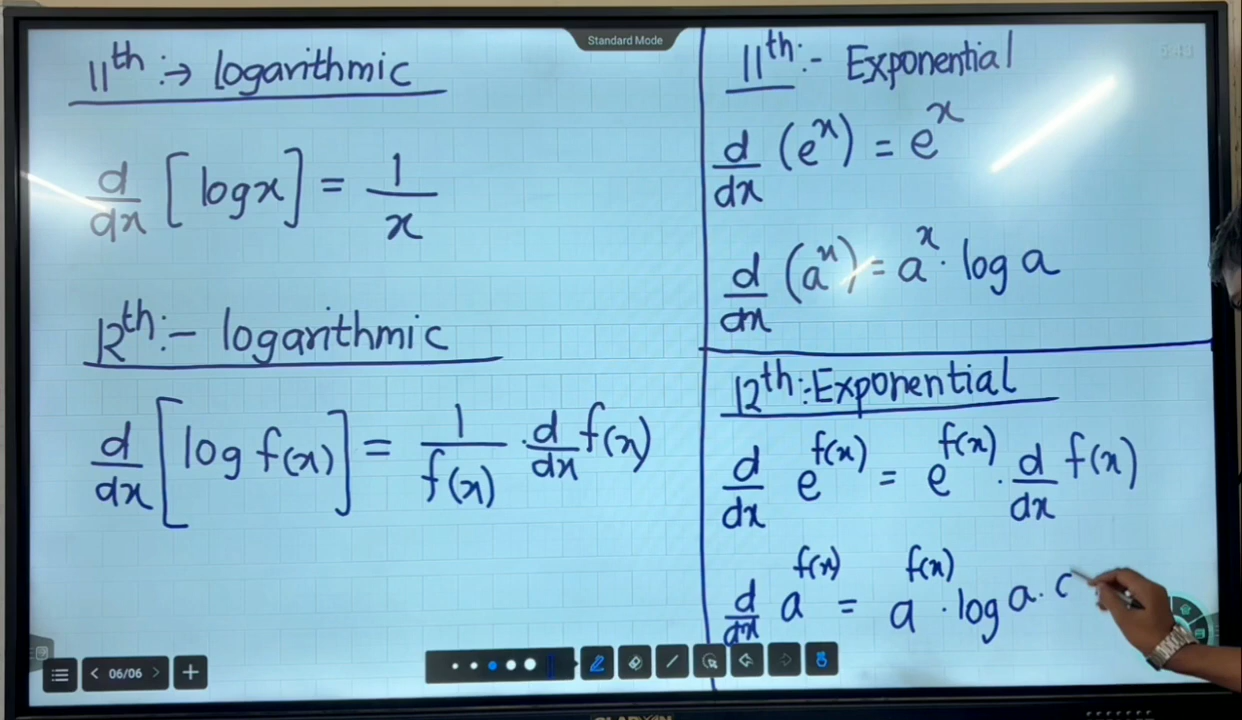 Standard Mode
11th :→ logarithmic
d/dx [log x] = 1/x
12th :- logarithmic
d/dx [log f(x)] = 1/f(x) · d/dx f(x)
11th :- Exponential
d/dx (e^x) = e^x
d/dx (a^x) = a^x · log a
12th :- Exponential
d/dx e^f(x) = e^f(x) · d/dx f(x)
d/dx a^f(x) = a^f(x) · log a ·
06/06